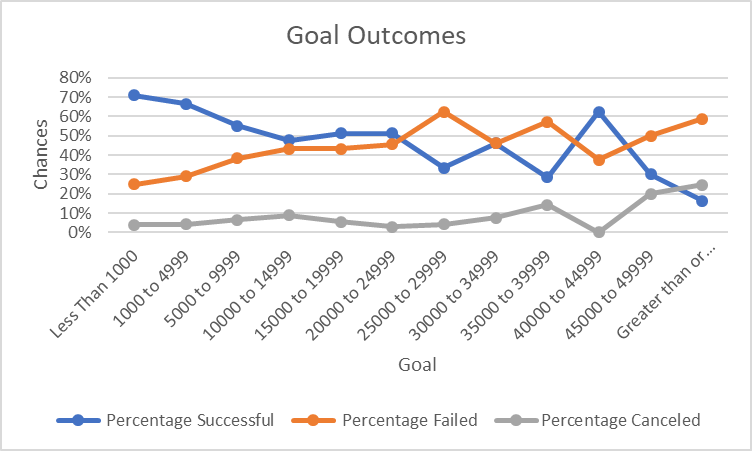 Goal Outcomes
80%
70%
60%
50%
40%
30%
20%
10%
0%
Chances
Less Than 1000
1000 to 4999
5000 to 9999
10000 to 14999
15000 to 19999
20000 to 24999
25000 to 29999
30000 to 34999
35000 to 39999
40000 to 44999
45000 to 49999
Greater than or...
Goal
Percentage Successful
Percentage Failed
Percentage Canceled